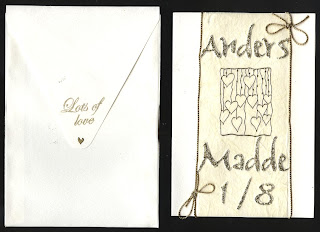 Lots of
love
Anders
Madde
1/8